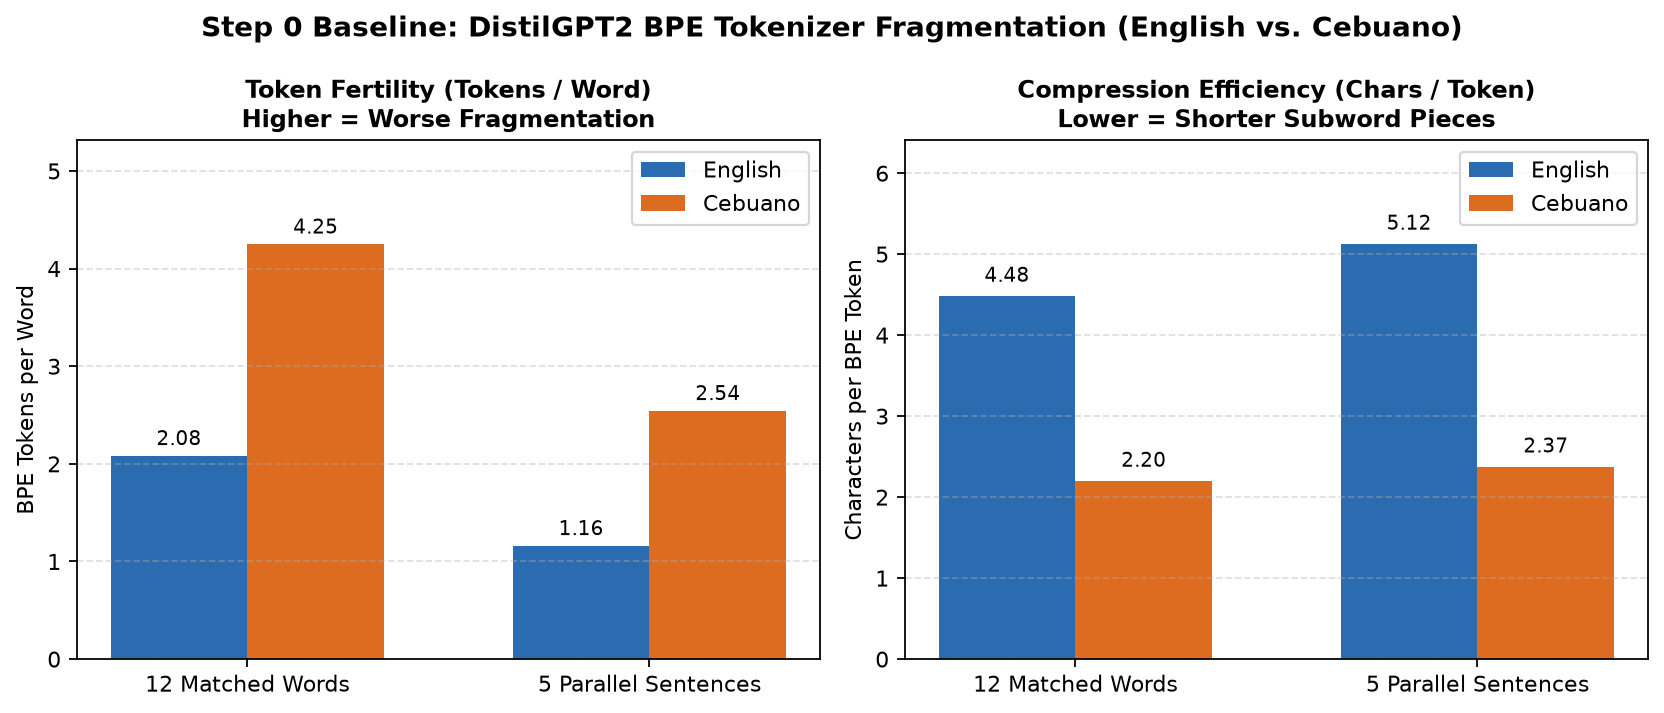 Step 0 Baseline: DistilGPT2 BPE Tokenizer Fragmentation (English vs. Cebuano)
Token Fertility (Tokens / Word)
Higher = Worse Fragmentation
BPE Tokens per Word
5
4
3
2
1
0
English
Cebuano
2.08
4.25
1.16
2.54
12 Matched Words
5 Parallel Sentences
Compression Efficiency (Chars / Token)
Lower = Shorter Subword Pieces
Characters per BPE Token
6
5
4
3
2
1
0
English
Cebuano
4.48
2.20
5.12
2.37
12 Matched Words
5 Parallel Sentences